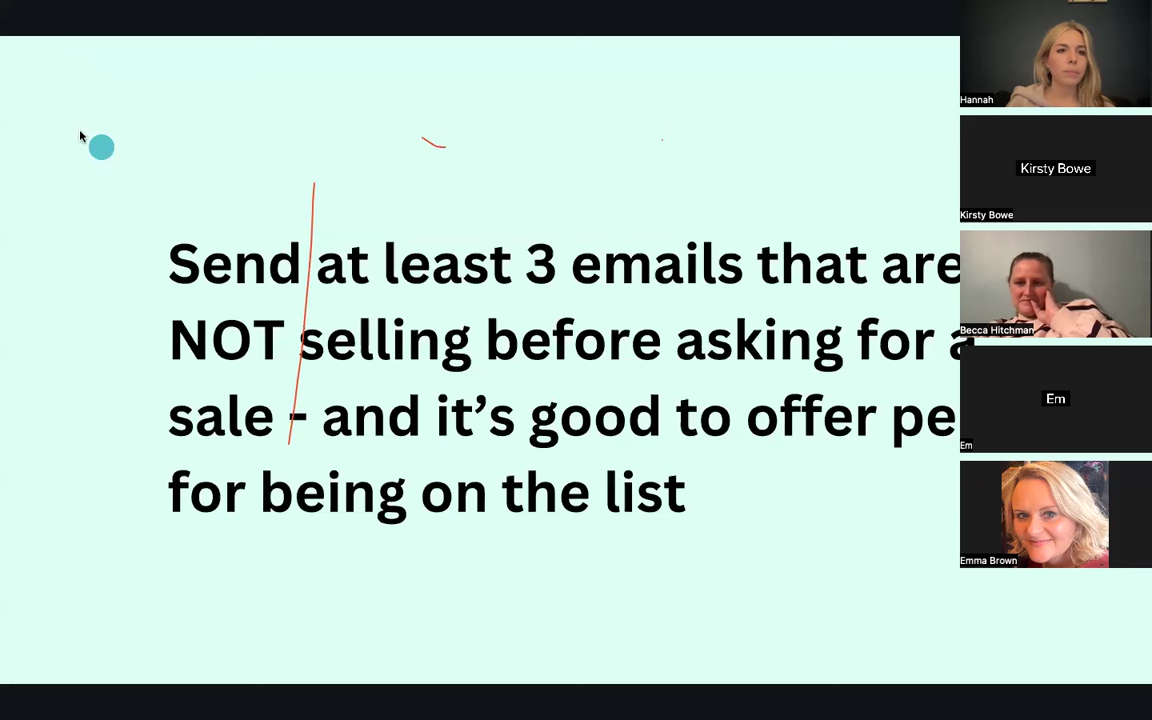 Send at least 3 emails that are
NOT selling before asking for a
sale - and it’s good to offer
for being on the list
Hannah
Kirsty Bowe
Kirsty Bowe
Becca Hitchman
Em
Em
Emma Brown